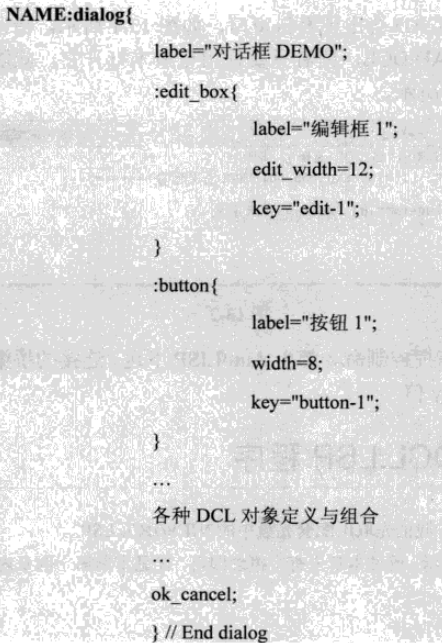 NAME:dialog{
label="对话框 DEMO";
:edit_box{
label="编辑框 1";
edit_width=12;
key="edit-1";
}
:button{
label="按钮 1";
width=8;
key="button-1";
}
…
各种 DCL 对象定义与组合
…
ok_cancel;
} // End dialog